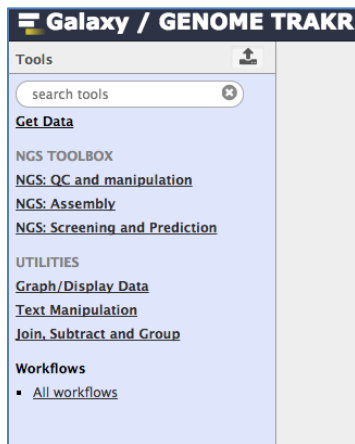 Galaxy / GENOME TRAKR
Tools
search tools
Get Data
NGS TOOLBOX
NGS: QC and manipulation
NGS: Assembly
NGS: Screening and Prediction
UTILITIES
Graph/Display Data
Text Manipulation
Join, Subtract and Group
Workflows
All workflows